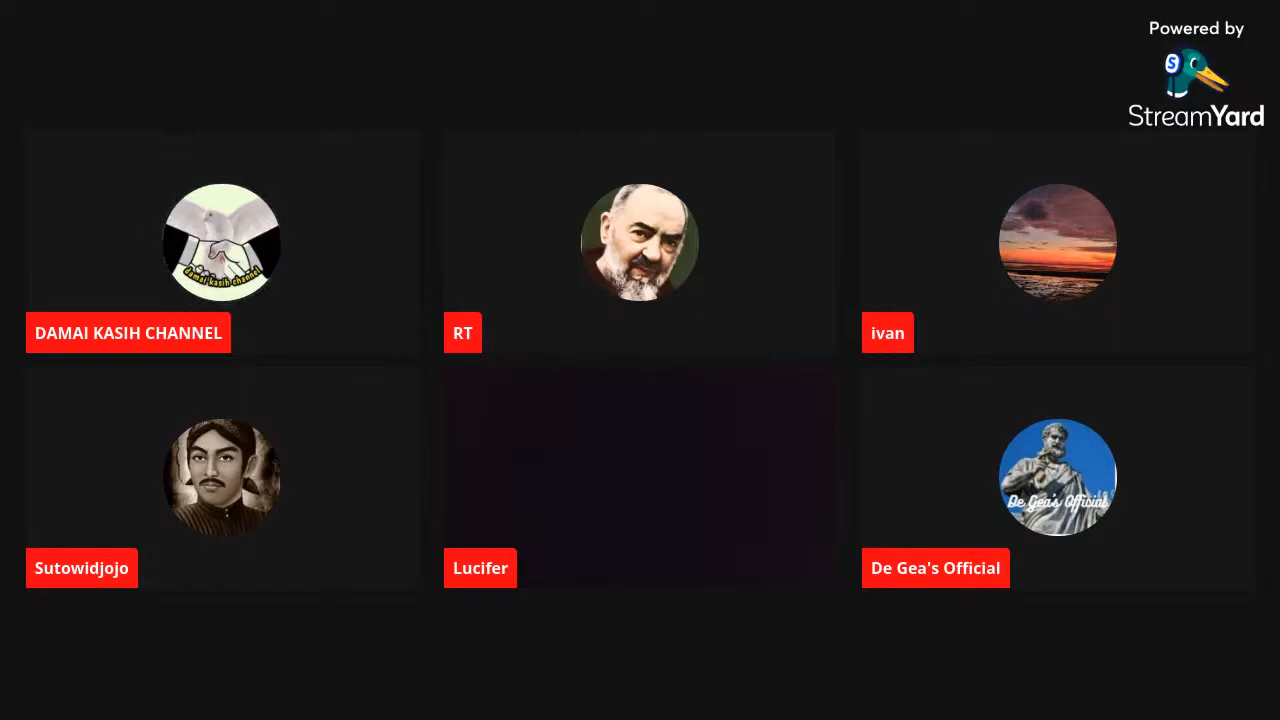 Powered by
StreamYard
S
damai kasih channel
DAMAI KASIH CHANNEL
RT
ivan
De Gea's Official
Sutowidjojo
Lucifer
De Gea's Official